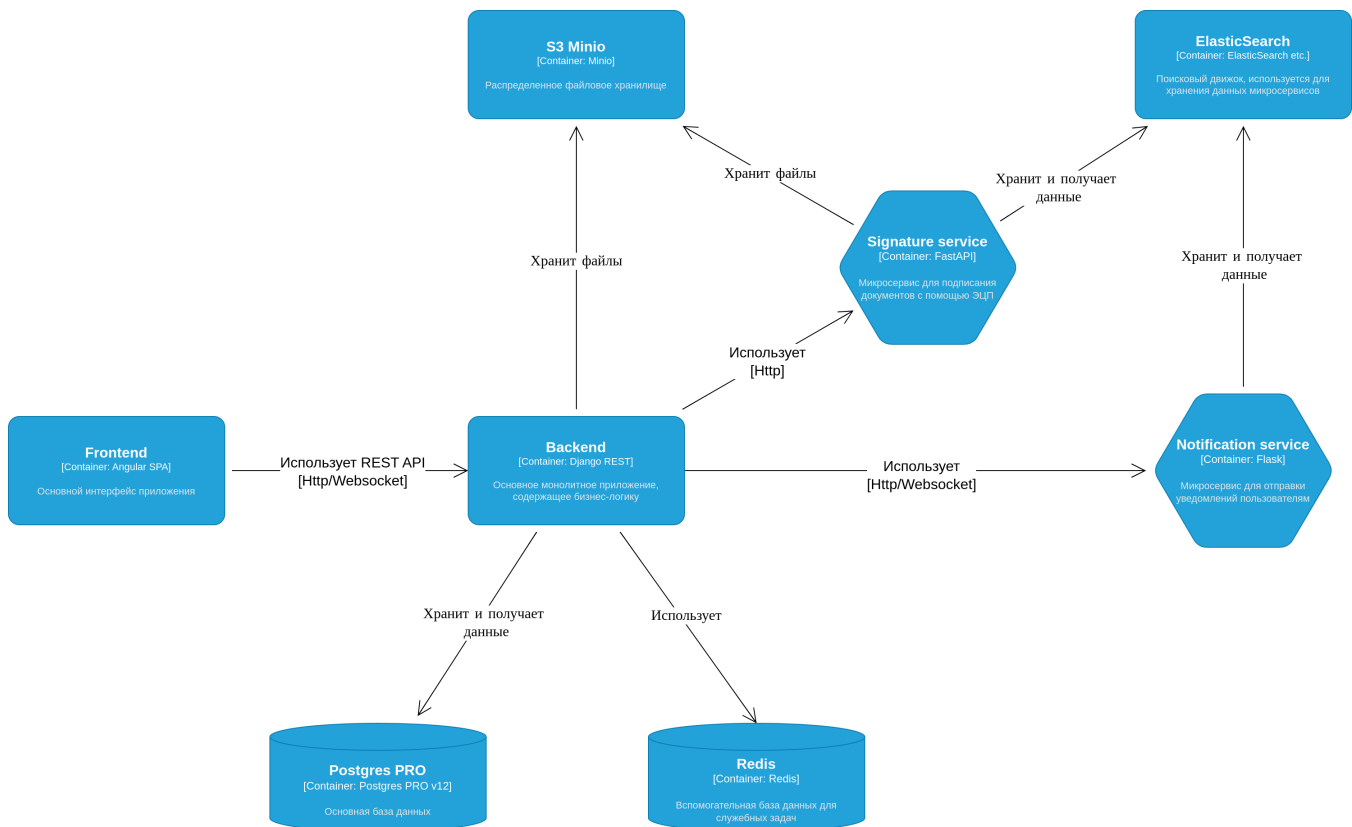 S3 Minio
[Container: Minio]
Распределенное файловое хранилище
ElasticSearch
[Container: ElasticSearch etc.]
Поисковый движок, используется для
хранения данных микросервисов
Хранит файлы
Хранит и получает
данные
Signature service
[Container: FastAPI]
Микросервис для подписания
документов с помощью ЭЦП
Хранит файлы
Хранит и получает
данные
Использует
[Http]
Frontend
[Container: Angular SPA]
Основной интерфейс приложения
Использует REST API
[Http/Websocket]
Backend
[Container: Django REST]
Основное монолитное приложение,
содержащее бизнес-логику
Использует
[Http/Websocket]
Notification service
[Container: Flask]
Микросервис для отправки
уведомлений пользователям
Хранит и получает
данные
Использует
Postgres PRO
[Container: Postgres PRO v12]
Основная база данных
Redis
[Container: Redis]
Вспомогательная база данных для
служебных задач